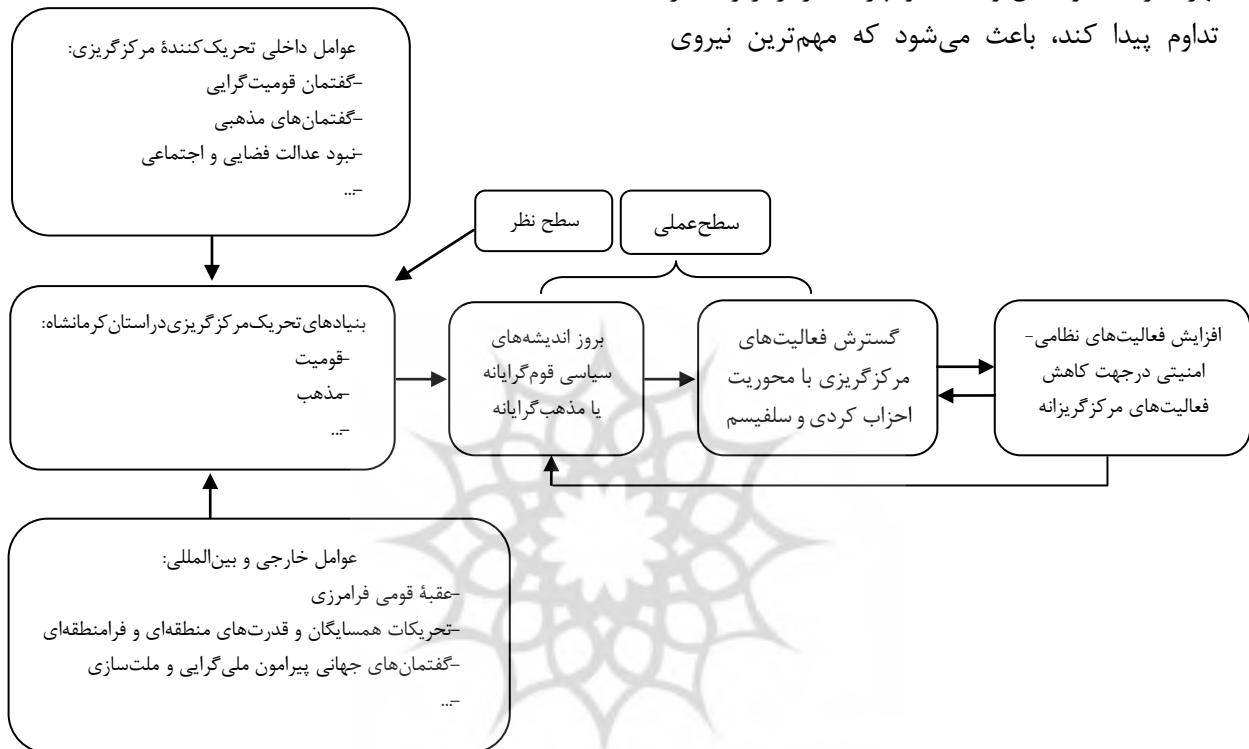 تداوم پیدا کند، باعث می‌شود که مهم‌ترین نیروی
عوامل داخلی تحریک‌کنندهٔ مرکزگریزی:
-گفتمان قومیت‌گرایی
-گفتمان‌های مذهبی
-نبود عدالت فضایی و اجتماعی
-...
سطح نظر
سطح‌عملی
بنیادهای‌تحریک‌مرکزگریزی‌دراستان‌کرمانشاه:
-قومیت
-مذهب
-...
بروز اندیشه‌های
سیاسی قوم‌گرایانه
یا مذهب‌گرایانه
گسترش فعالیت‌های
مرکزگریزی با محوریت
احزاب کردی و سلفیسم
افزایش فعالیت‌های نظامی-
امنیتی درجهت کاهش
فعالیت‌های مرکزگریزانه
عوامل خارجی و بین‌المللی:
-عقبهٔ قومی فرامرزی
-تحریکات همسایگان و قدرت‌های منطقه‌ای و فرامنطقه‌ای
-گفتمان‌های جهانی پیرامون ملی‌گرایی و ملت‌سازی
-...